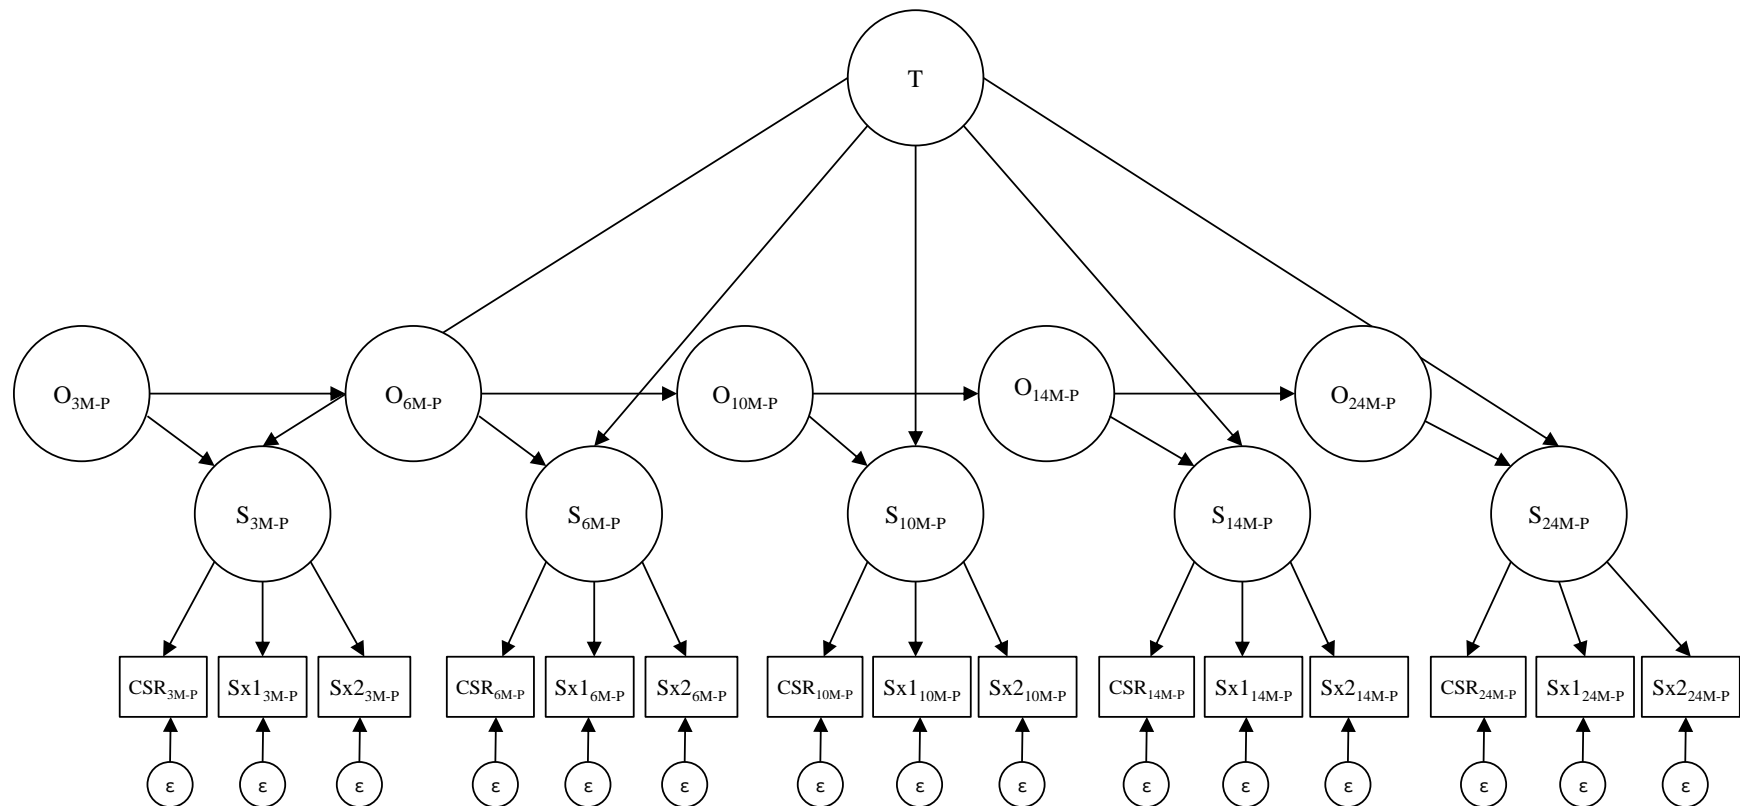 T
O3M-P
O6M-P
O10M-P
O14M-P
O24M-P
S3M-P
S6M-P
S10M-P
S14M-P
S24M-P
CSR3M-P Sx13M-P Sx23M-P CSR6M-P Sx16M-P Sx26M-P CSR10M-P Sx110M-P Sx210M-P CSR14M-P Sx114M-P Sx214M-P CSR24M-P Sx124M-P Sx224M-P
ε ε ε ε ε ε ε ε ε ε ε ε ε ε ε